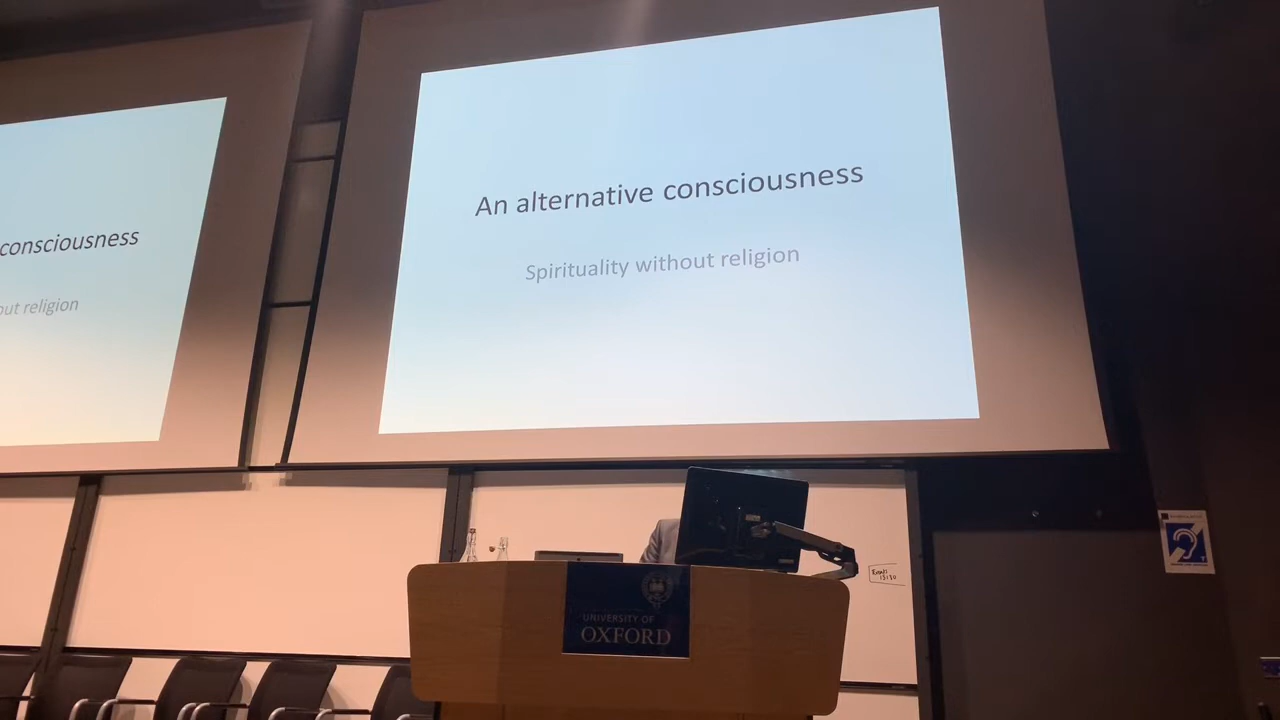 An alternative consciousness
Spirituality without religion
consciousness
out religion
UNIVERSITY OF
OXFORD